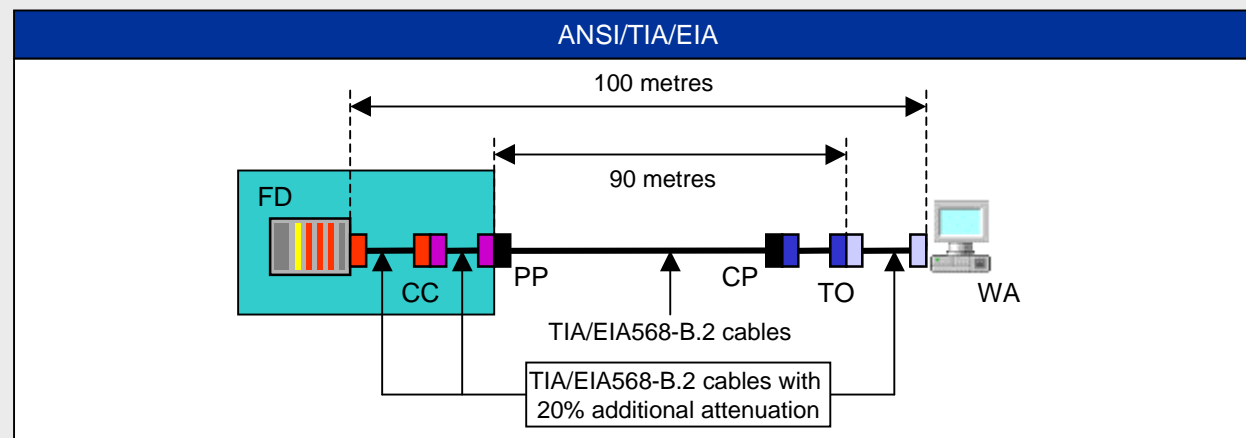 ANSI/TIA/EIA
100 metres
90 metres
FD
CC
PP
CP
TO
WA
TIA/EIA568-B.2 cables
TIA/EIA568-B.2 cables with
20% additional attenuation